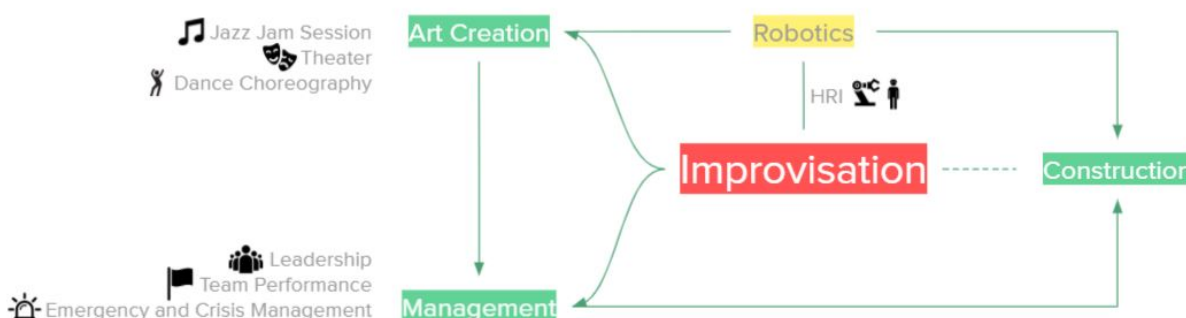 Jazz Jam Session
Theater
Dance Choreography
Art Creation
Robotics
HRI
Improvisation
Construction
Leadership
Team Performance
Emergency and Crisis Management
Management